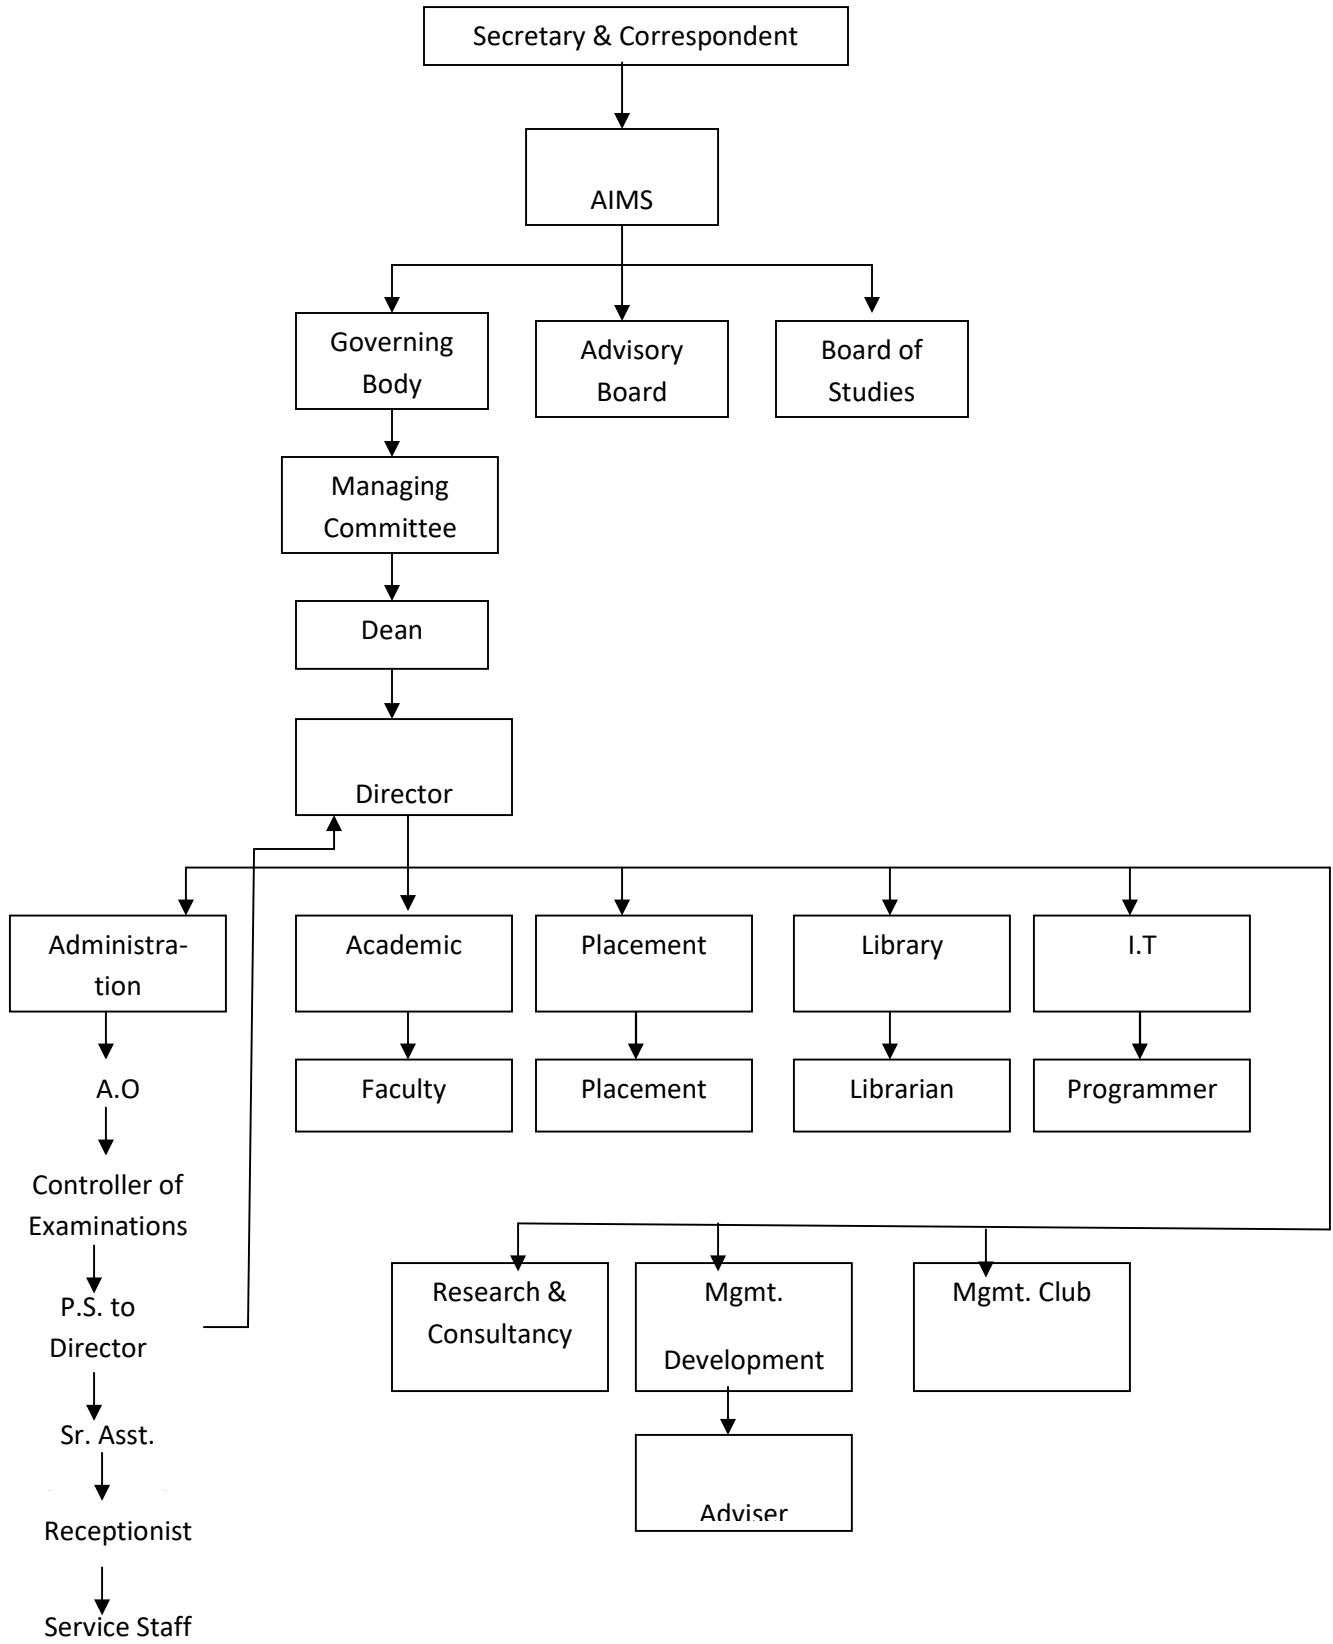 Secretary & Correspondent
AIMS
Governing
Body
Advisory
Board
Board of
Studies
Managing
Committee
Dean
Director
Administra-
tion
Academic
Placement
Library
I.T
A.O
Faculty
Placement
Librarian
Programmer
Controller of
Examinations
P.S. to
Director
Sr. Asst.
Receptionist
Service Staff
Research &
Consultancy
Mgmt.
Development
Mgmt. Club
Adviser